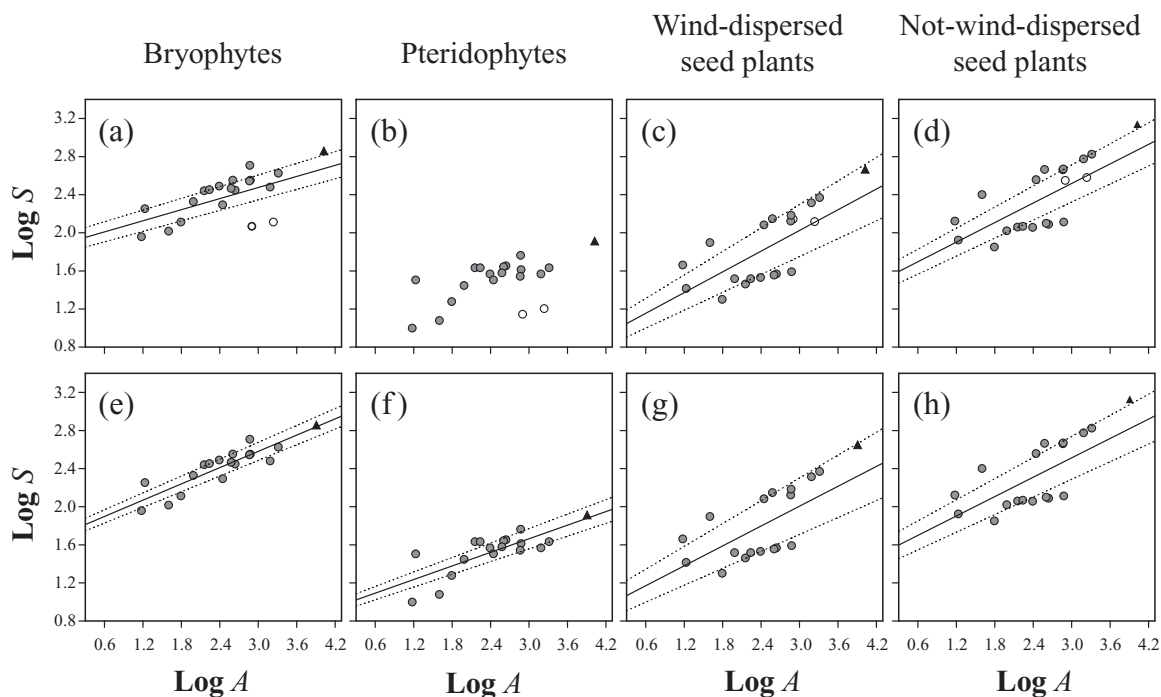 Bryophytes
Pteridophytes
Wind-dispersed
seed plants
Not-wind-dispersed
seed plants
Log S
3.2
2.8
2.4
2.0
1.6
1.2
0.8
(a)
(b)
(c)
(d)
Log S
3.2
2.8
2.4
2.0
1.6
1.2
0.8
(e)
(f)
(g)
(h)
0.6 1.2 1.8 2.4 3.0 3.6 4.2
0.6 1.2 1.8 2.4 3.0 3.6 4.2
0.6 1.2 1.8 2.4 3.0 3.6 4.2
0.6 1.2 1.8 2.4 3.0 3.6 4.2
Log A
Log A
Log A
Log A